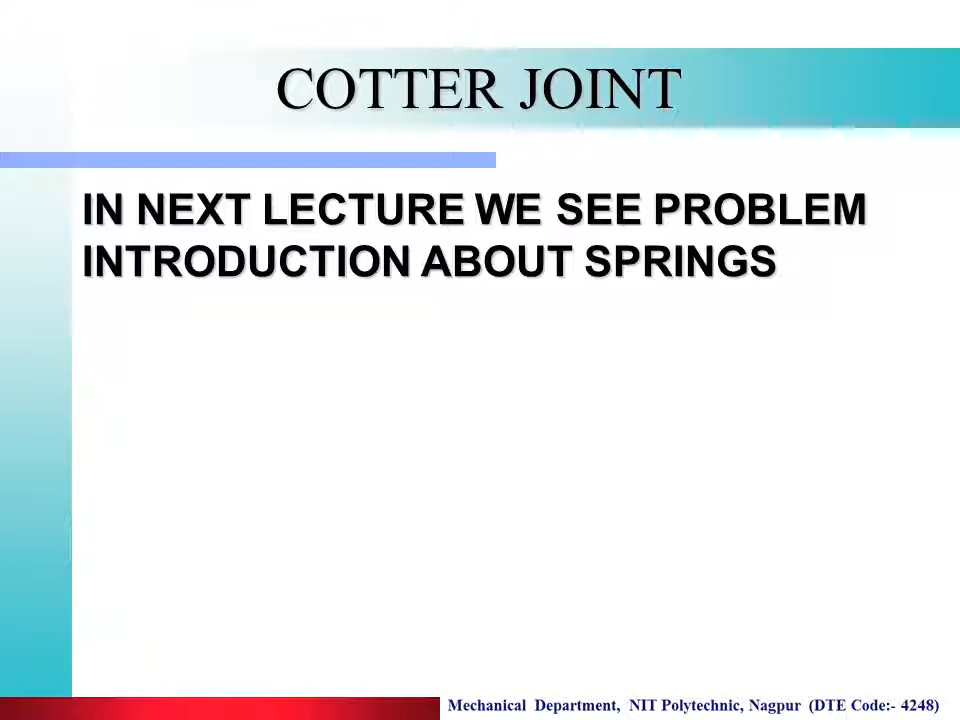 COTTER JOINT
IN NEXT LECTURE WE SEE PROBLEM
INTRODUCTION ABOUT SPRINGS
Mechanical Department, NIT Polytechnic, Nagpur (DTE Code:- 4248)